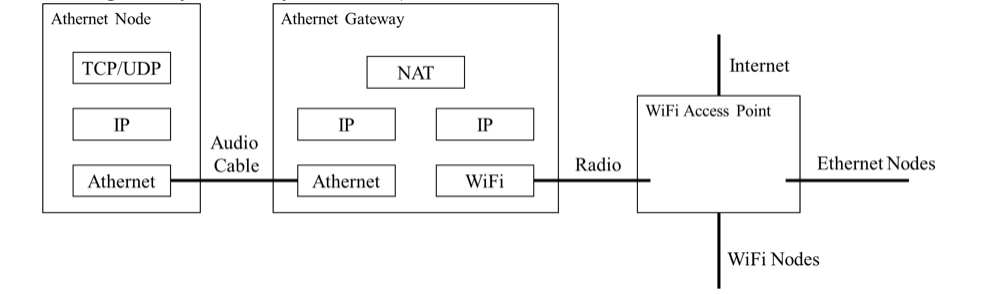 Athernet Node
TCP/UDP
IP
Athernet
Audio
Cable
Athernet Gateway
NAT
IP
IP
Athernet
WiFi
Radio
WiFi Access Point
Internet
Ethernet Nodes
WiFi Nodes